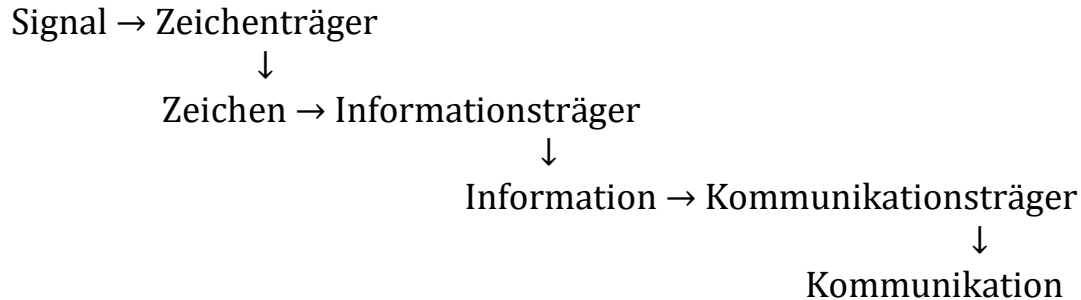 Signal → Zeichenträger
↓
Zeichen → Informationsträger
↓
Information → Kommunikationsträger
↓
Kommunikation